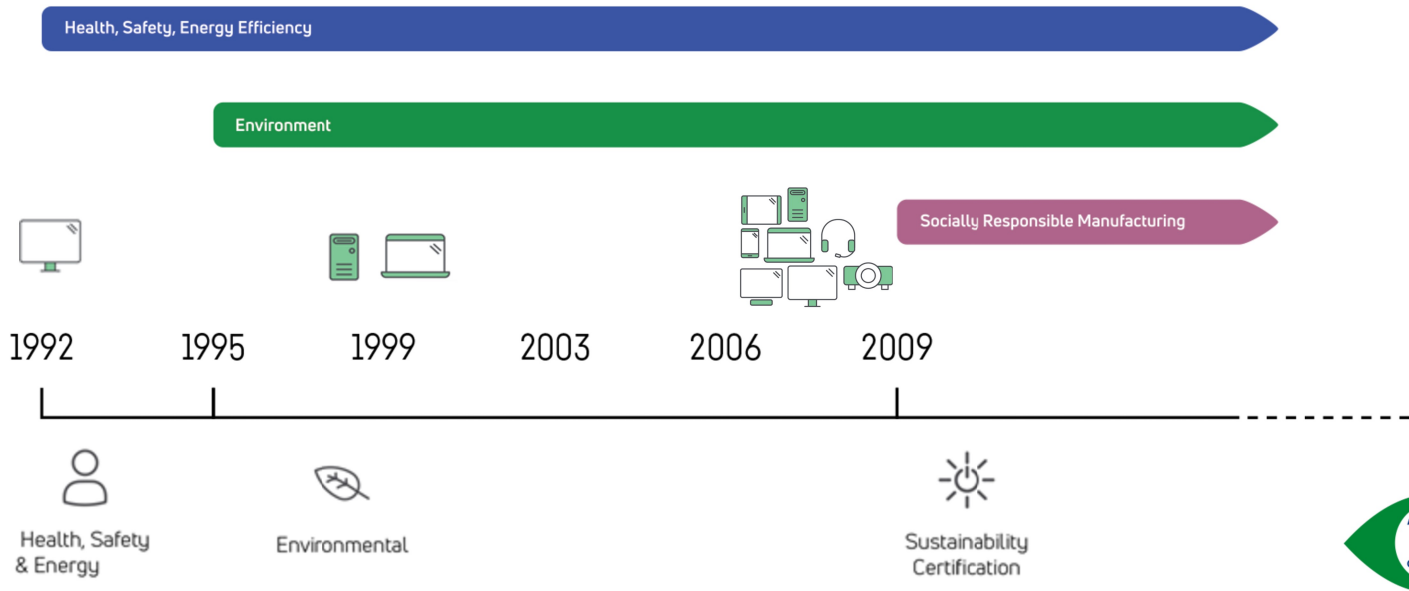 Health, Safety, Energy Efficiency
Environment
Socially Responsible Manufacturing
1992
1995
1999
2003
2006
2009
Health, Safety
& Energy
Environmental
Sustainability
Certification